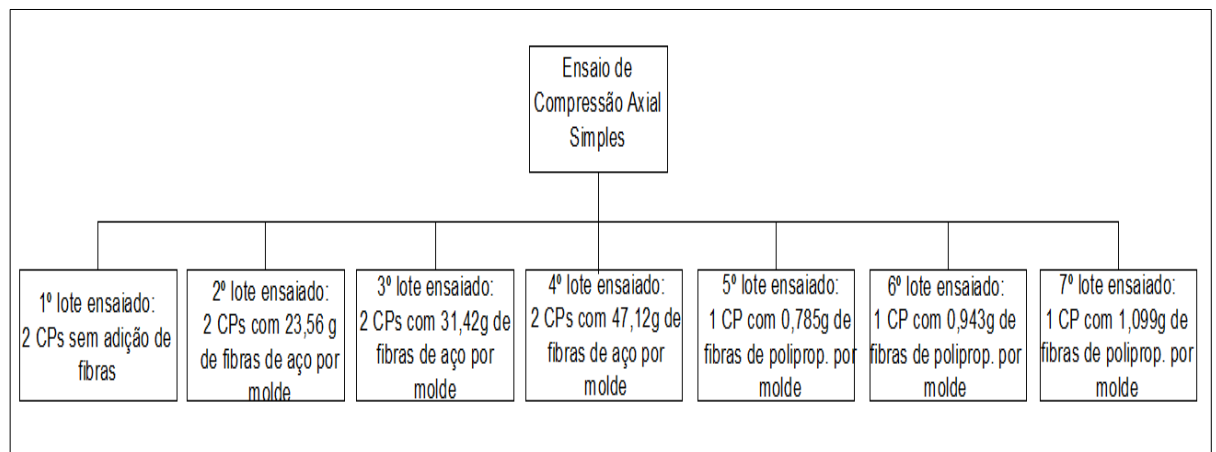 Ensaio de
Compressão Axial
Simples
1º lote ensaiado:
2 CPs sem adição de
fibras
2º lote ensaiado:
2 CPs com 23,56 g
de fibras de aço por
molde
3º lote ensaiado:
2 CPs com 31,42g de
fibras de aço por
molde
4º lote ensaiado:
2 CPs com 47,12g de
fibras de aço por
molde
5º lote ensaiado:
1 CP com 0,785g de
fibras de poliprop. por
molde
6º lote ensaiado:
1 CP com 0,943g de
fibras de poliprop. por
molde
7º lote ensaiado:
1 CP com 1,099g de
fibras de poliprop. por
molde